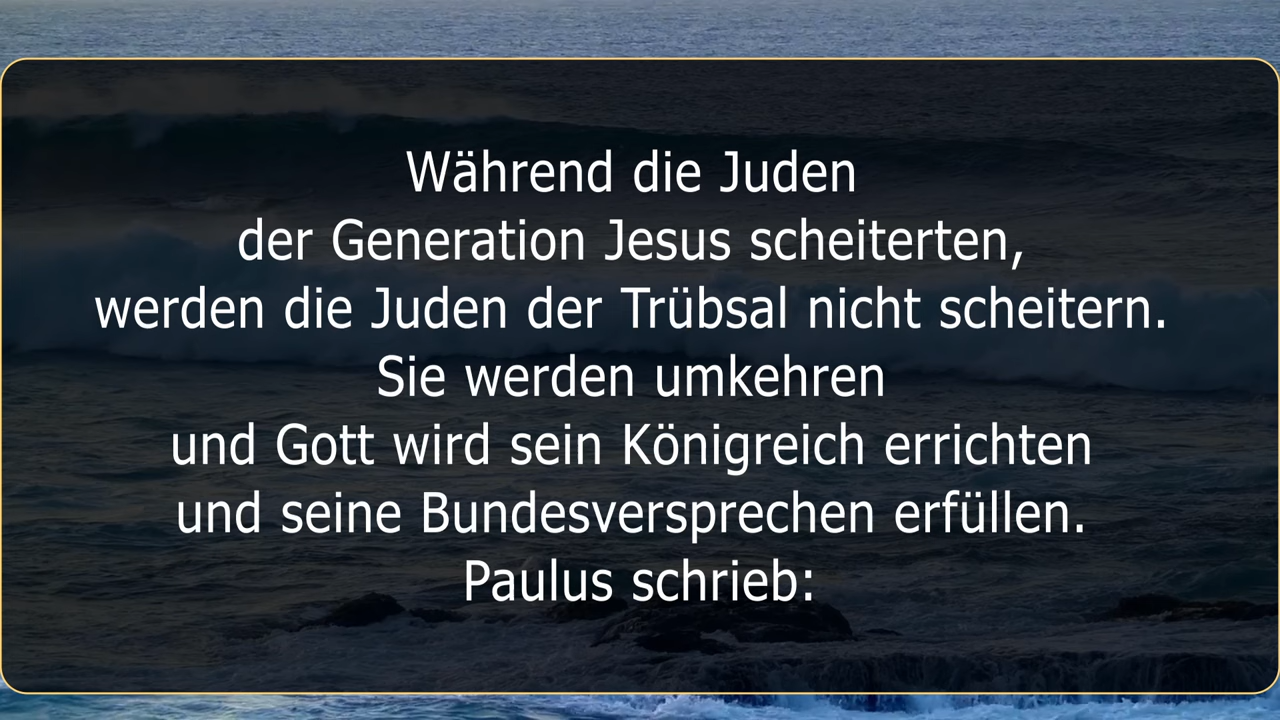 Während die Juden
der Generation Jesus scheiterten,
werden die Juden der Trübsal nicht scheitern.
Sie werden umkehren
und Gott wird sein Königreich errichten
und seine Bundesversprechen erfüllen.
Paulus schrieb: